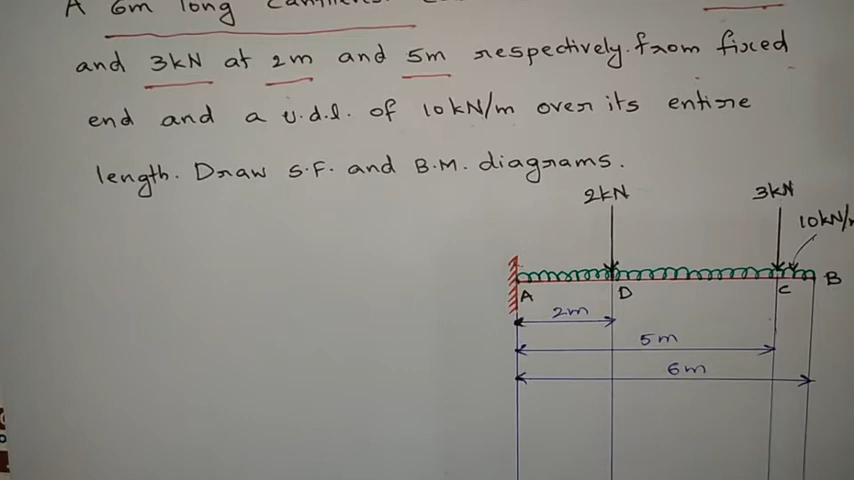 A 6m long
and 3kN at 2m and 5m respectively from fixed
end and a u.d.l. of 10kN/m over its entire
length. Draw S.F. and B.M. diagrams.
2kN
3kN
10kN/
A
D
C
B
2m
5m
6m